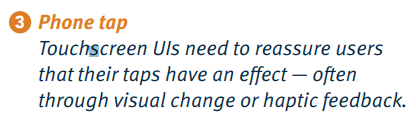 3 Phone tap
Touchscreen UIs need to reassure users
that their taps have an effect — often
through visual change or haptic feedback.